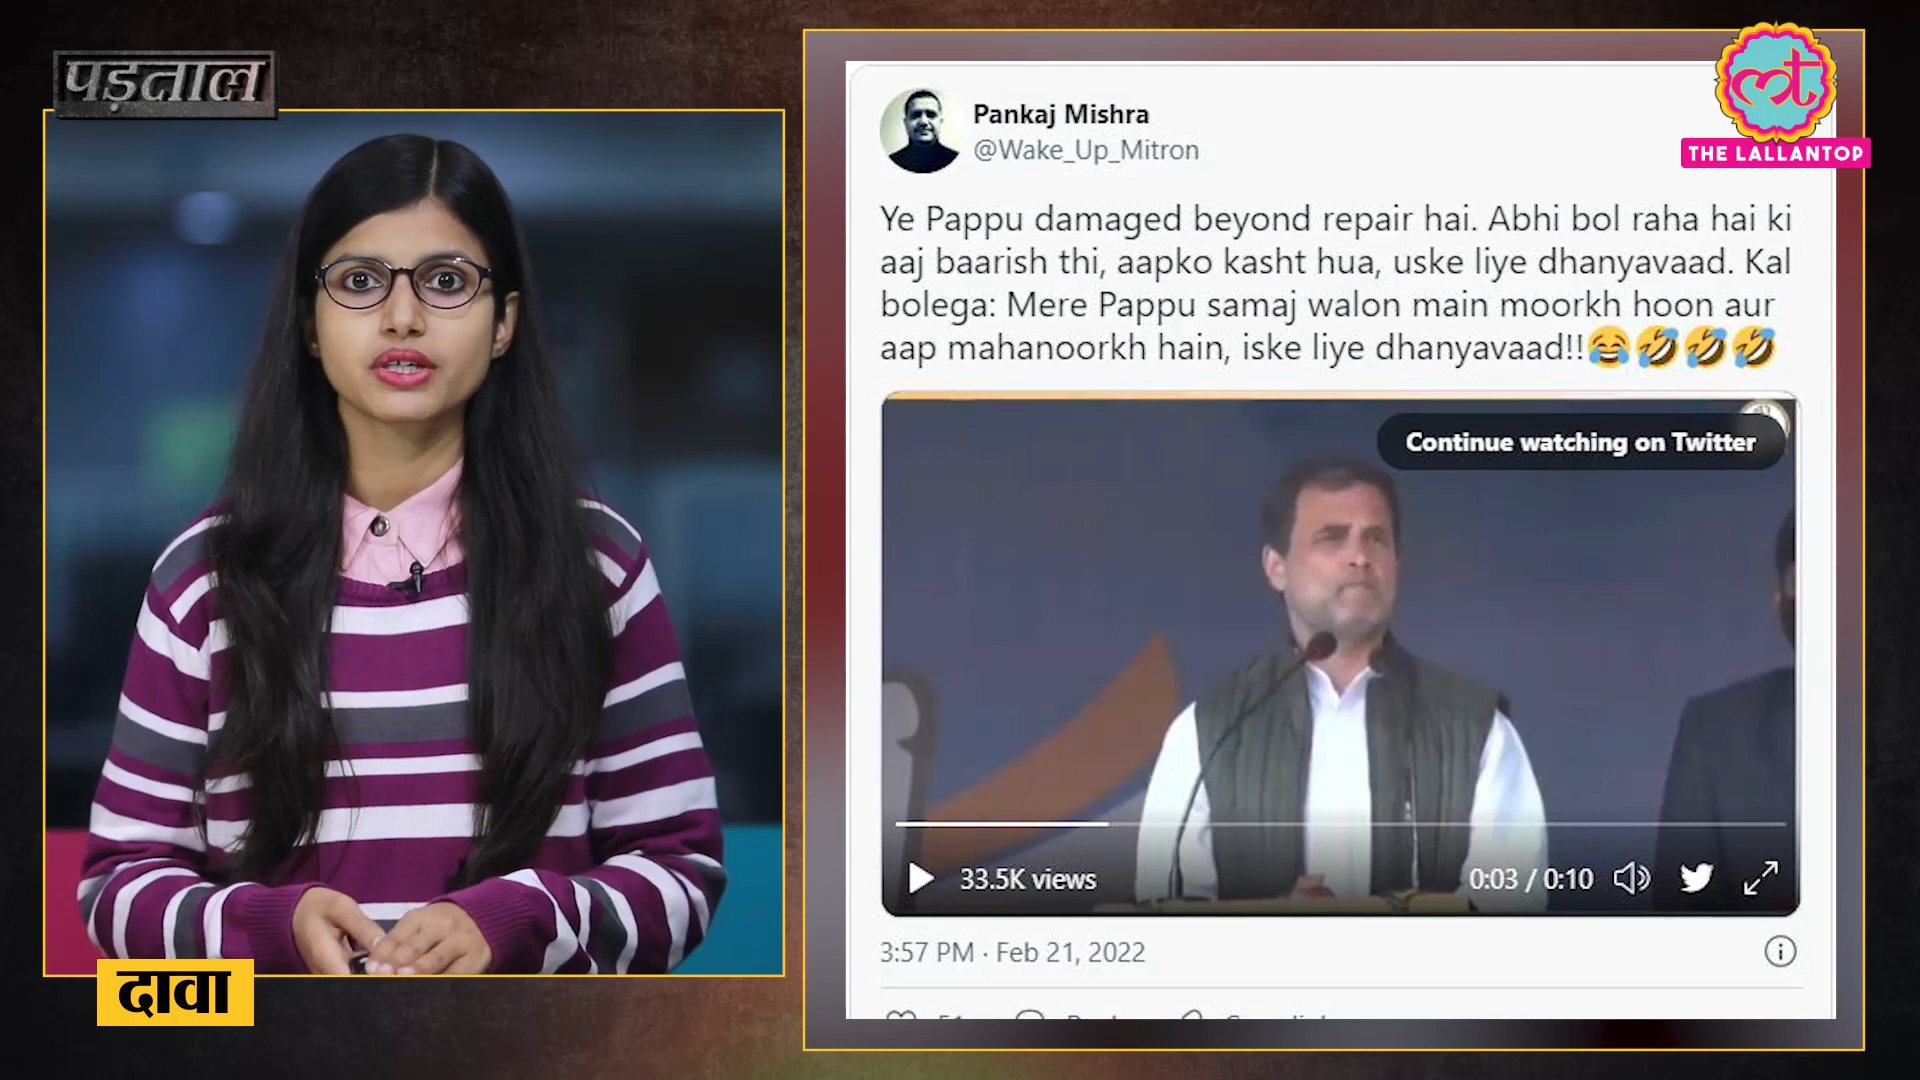 पड़ताल
THE LALLANTOP
Pankaj Mishra
@Wake_Up_Mitron
Ye Pappu damaged beyond repair hai. Abhi bol raha hai ki
aaj baarish thi, aapko kasht hua, uske liye dhanyavaad. Kal
bolega: Mere Pappu samaj walon main moorkh hoon aur
aap mahanoorkh hain, iske liye dhanyavaad!!😂🤣🤣🤣
Continue watching on Twitter
33.5K views
0:03 / 0:10
3:57 PM · Feb 21, 2022
दावा